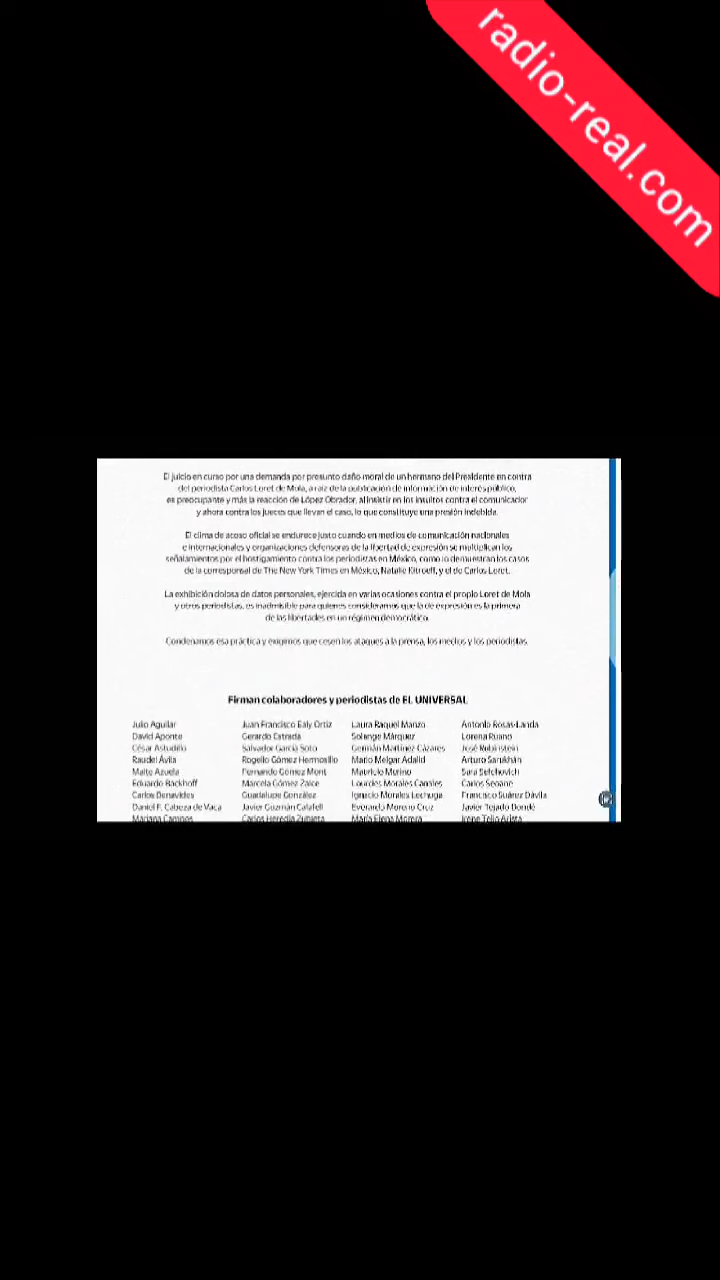 radio-real.com
El juicio en curso por una demanda por presunto daño moral de un hermano del Presidente en contra
del periodista Carlos Loret de Mola, a raíz de la publicación de información de interés público,
es preocupante y más la reacción de López Obrador, al insistir en los insultos contra el comunicador
y ahora contra los jueces que llevan el caso, lo que constituye una presión indebida.
El clima de acoso oficial se endurece justo cuando en medios de comunicación nacionales
e internacionales y organizaciones defensoras de la libertad de expresión se multiplican los
señalamientos por el hostigamiento contra los periodistas en México, como lo demuestran los casos
de la corresponsal de The New York Times en México, Natalie Kitroeff, y el de Carlos Loret.
La exhibición dolosa de datos personales, ejercida en varias ocasiones contra el propio Loret de Mola
y otros periodistas, es inadmisible para quienes consideramos que la de expresión es la primera
de las libertades en un régimen democrático.
Condenamos esa práctica y exigimos que cesen los ataques a la prensa, los medios y los periodistas.
Firman colaboradores y periodistas de EL UNIVERSAL
Julio Aguilar Juan Francisco Ealy Ortiz Laura Raquel Manzo Antonio Rosas-Landa
David Aponte Gerardo Estrada Solange Márquez Lorena Ruano
César Astudillo Salvador García Soto Germán Martínez Cázares José Rubinstein
Raudel Ávila Rogelio Gómez Hermosillo Mario Melgar Adalid Arturo Sarukhán
Maite Azuela Fernando Gómez Mont Mauricio Merino Sara Sefchovich
Eduardo Backhoff Marcela Gómez Zalce Lourdes Morales Canales Carlos Seoane
Carlos Benavides Guadalupe González Ignacio Morales Lechuga Francisco Suárez Dávila
Daniel F. Cabeza de Vaca Javier Guzmán Calafell Everardo Moreno Cruz Javier Tejado Dondé
Mariana Campos Carlos Heredia Zubieta María Elena Morera Irene Tello Arista